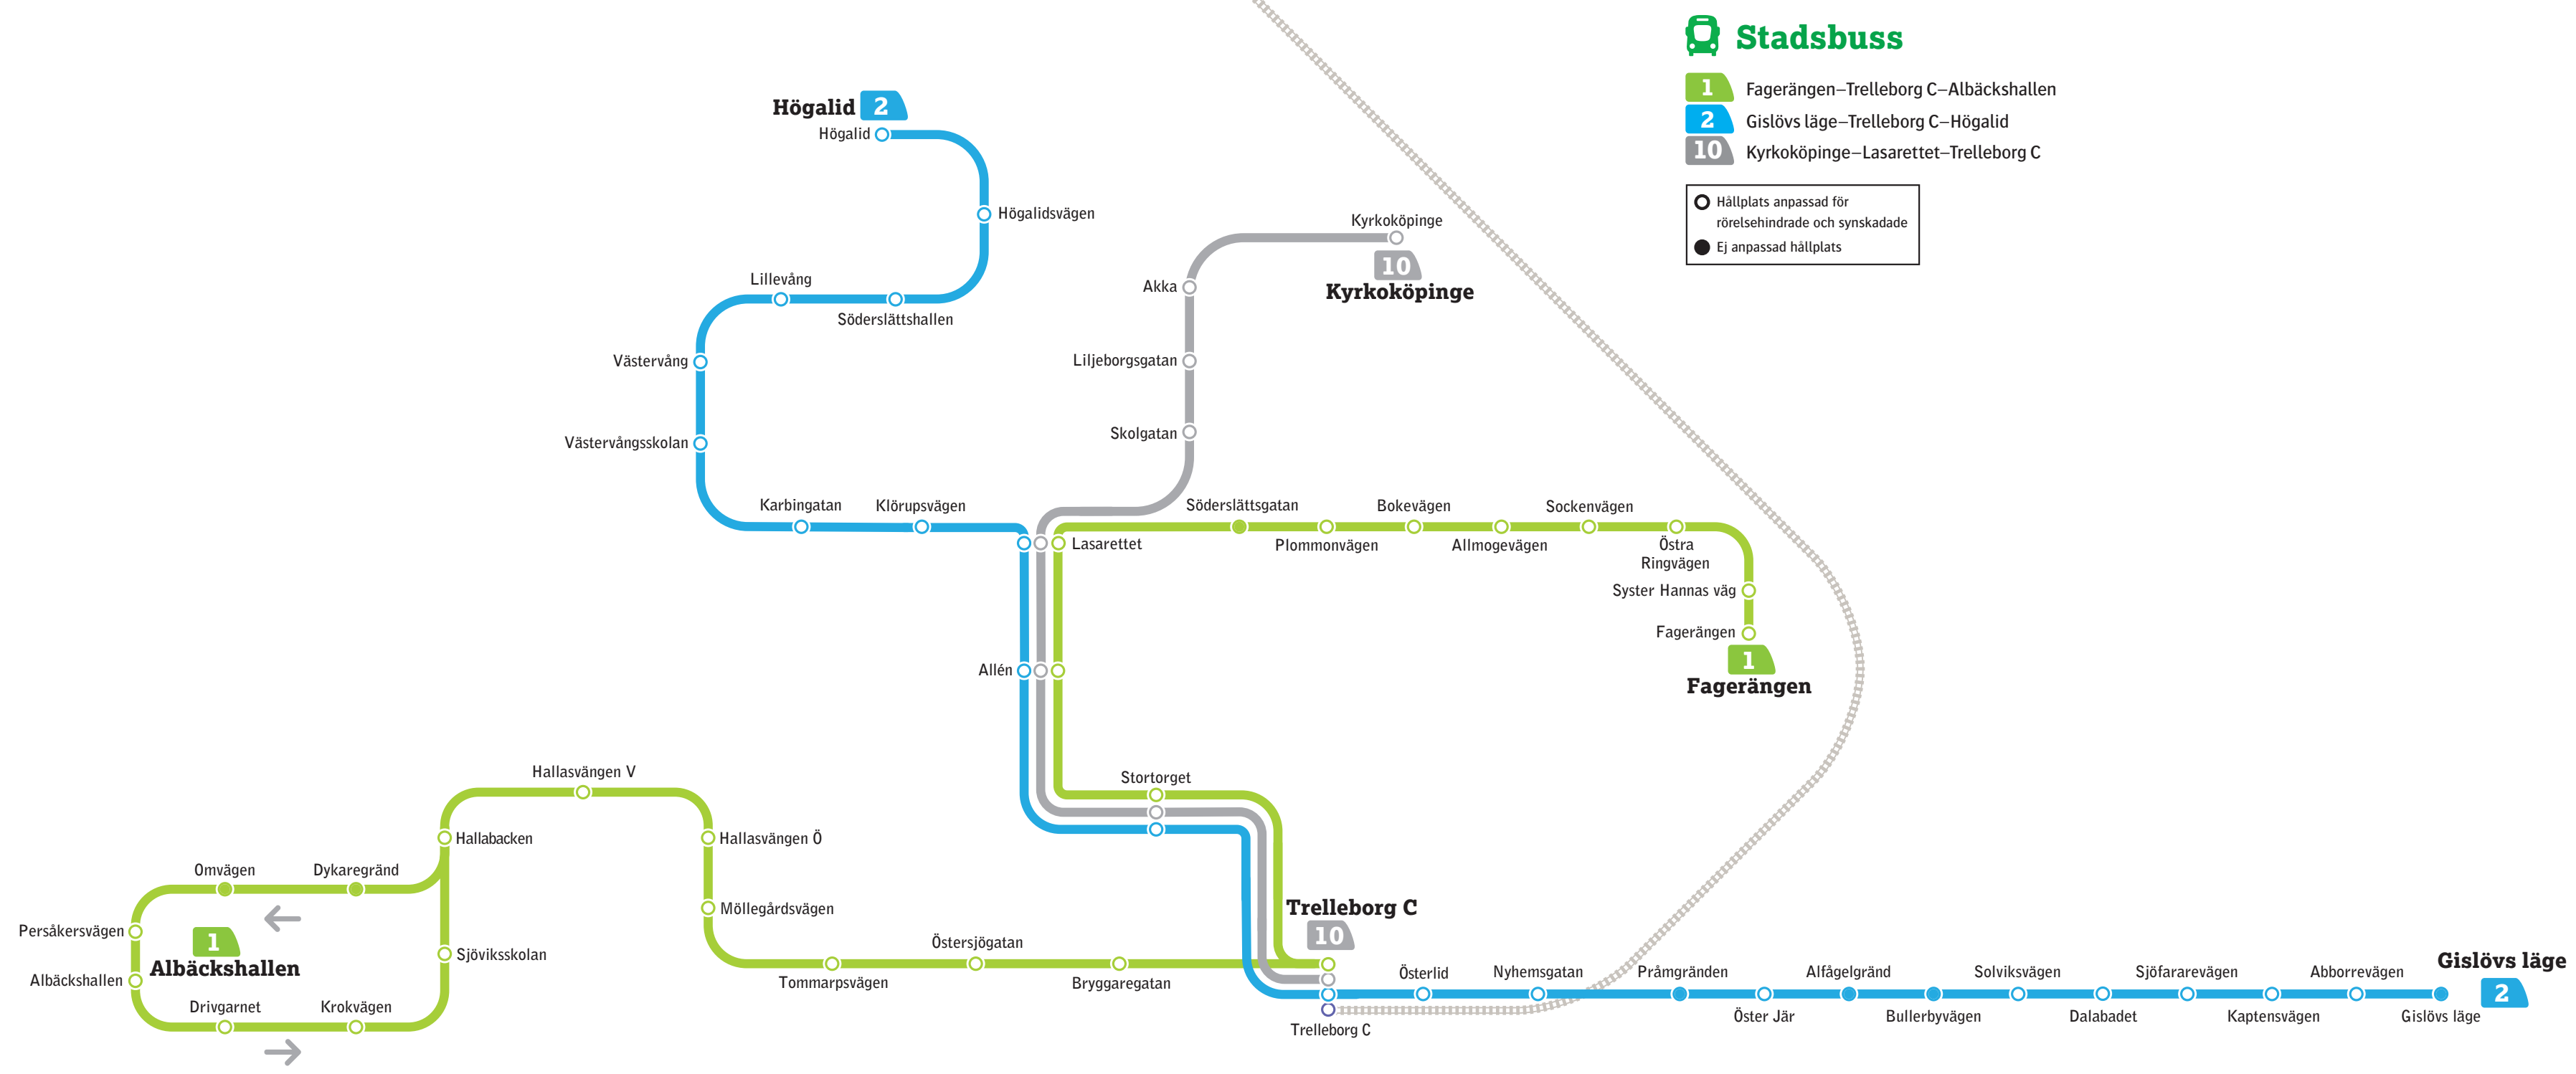 Stadsbuss
1 Fagerängen–Trelleborg C–Albäckshallen
2 Gislövs läge–Trelleborg C–Högalid
10 Kyrkoköpinge–Lasarettet–Trelleborg C
Hållplats anpassad för
rörelsehindrade och synskadade
Ej anpassad hållplats
Högalid 2
Högalid
Högalidsvägen
Lillevång
Söderslättshallen
Västervång
Västervångsskolan
Karbingatan
Klörupsvägen
Kyrkoköpinge
10
Kyrkoköpinge
Akka
Liljeborgsgatan
Skolgatan
Lasarettet
Söderslättsgatan
Plommonvägen
Bokevägen
Allmogevägen
Sockenvägen
Östra
Ringvägen
Syster Hannas väg
Fagerängen
1
Fagerängen
Allén
Stortorget
Hallasvängen V
Hallabacken
Hallasvängen Ö
Omvägen
Dykaregränd
Möllegårdsvägen
Persåkersvägen
1
Albäckshallen
Albäckshallen
Sjöviksskolan
Drivgarnet
Krokvägen
Tommarpsvägen
Östersjögatan
Bryggaregatan
Trelleborg C
10
Trelleborg C
Österlid
Nyhemsgatan
Pråmgränden
Öster Jär
Alfågelgränd
Bullerbyvägen
Solviksvägen
Dalabadet
Sjöfararevägen
Kaptensvägen
Abborrevägen
Gislövs läge
Gislövs läge
2